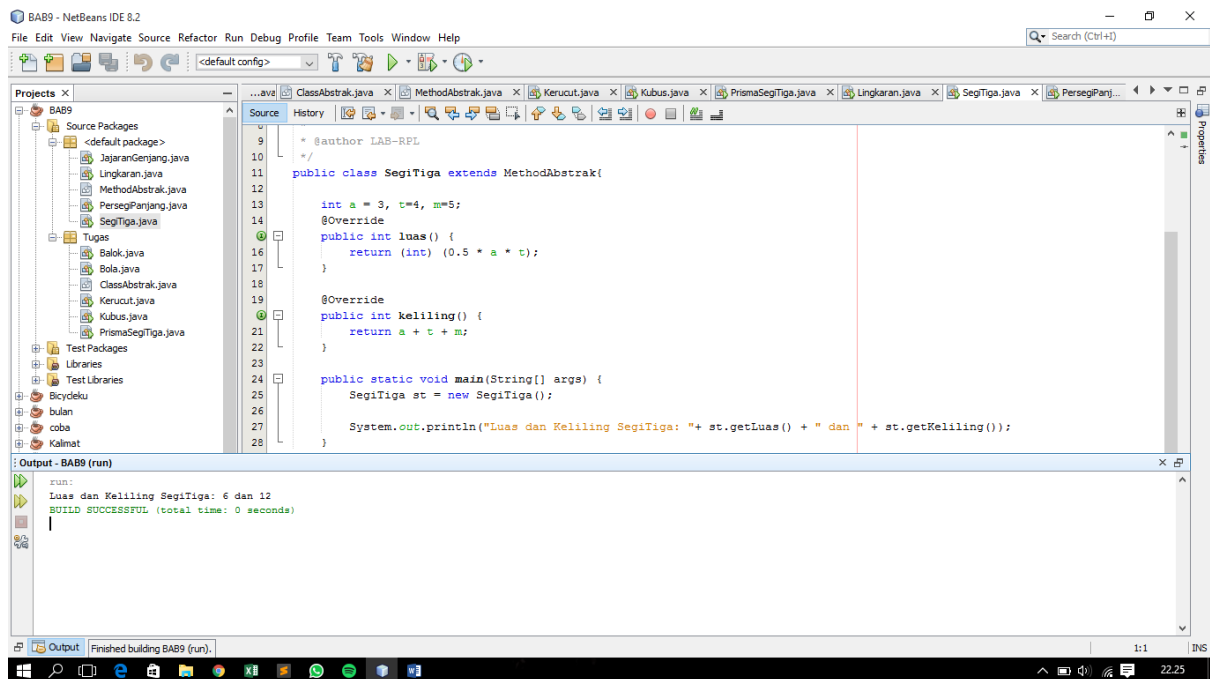 BAB9 - NetBeans IDE 8.2
File Edit View Navigate Source Refactor Run Debug Profile Team Tools Window Help
Search (Ctrl+I)
<default config>
Projects
...ava ClassAbstrak.java MethodAbstrak.java Kerucut.java Kubus.java PrismaSegiTiga.java Lingkaran.java SegiTiga.java PersegiPanj...
Source History
BAB9
Source Packages
<default package>
JajaranGenjang.java
Lingkaran.java
MethodAbstrak.java
PersegiPanjang.java
SegiTiga.java
Tugas
Balok.java
Bola.java
ClassAbstrak.java
Kerucut.java
Kubus.java
PrismaSegiTiga.java
Test Packages
Libraries
Test Libraries
Bicydeku
bulan
coba
Kalimat
9 * @author LAB-RPL
10 */
11 public class SegiTiga extends MethodAbstrak{
12
13 int a = 3, t=4, m=5;
14 @Override
public int luas() {
16 return (int) (0.5 * a * t);
17 }
18
19 @Override
public int keliling() {
21 return a + t + m;
22 }
23
24 public static void main(String[] args) {
25 SegiTiga st = new SegiTiga();
26
27 System.out.println("Luas dan Keliling SegiTiga: "+ st.getLuas() + " dan " + st.getKeliling());
28 }
Properties
Output - BAB9 (run)
run:
Luas dan Keliling SegiTiga: 6 dan 12
BUILD SUCCESSFUL (total time: 0 seconds)
Output
Finished building BAB9 (run).
1:1 INS
22.25